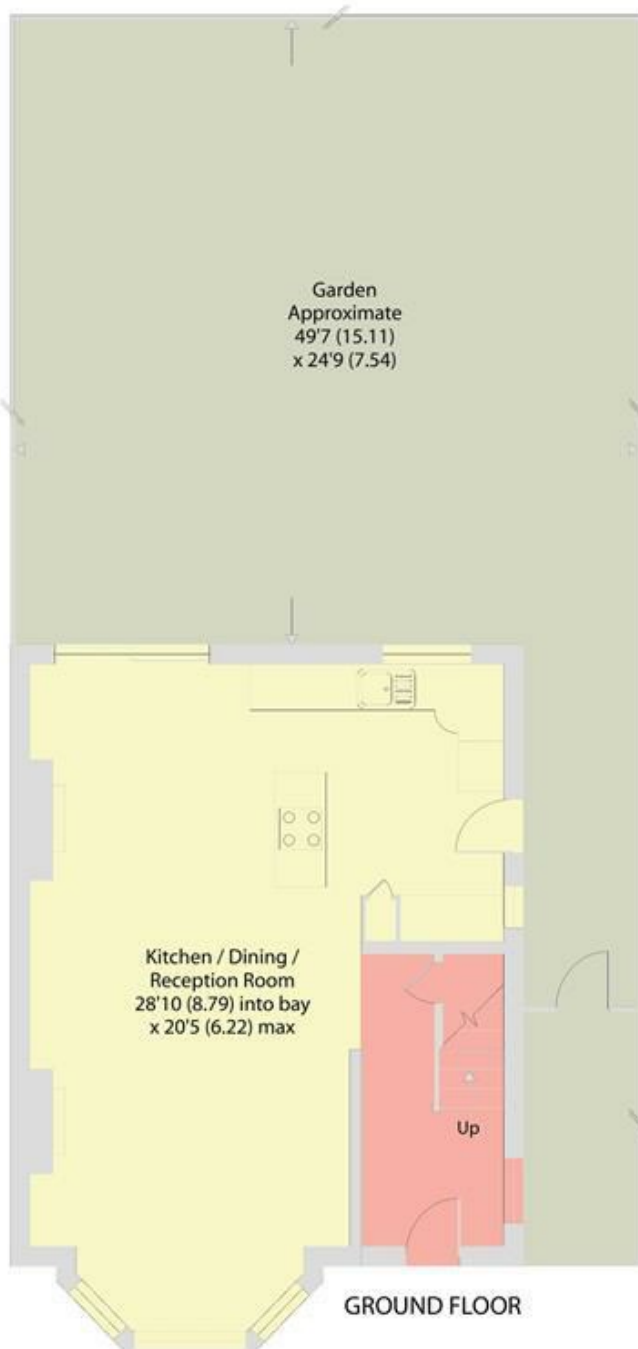 Garden
Approximate
49'7 (15.11)
x 24'9 (7.54)
Kitchen / Dining /
Reception Room
28'10 (8.79) into bay
x 20'5 (6.22) max
Up
GROUND FLOOR